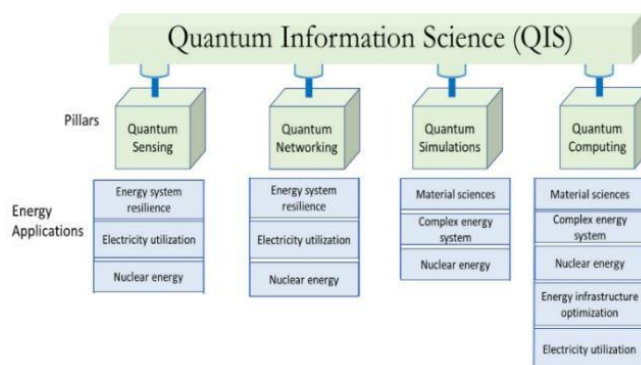 Quantum Information Science (QIS)
Pillars
Quantum
Sensing
Quantum
Networking
Quantum
Simulations
Quantum
Computing
Energy
Applications
Energy system
resilience
Electricity utilization
Nuclear energy
Energy system
resilience
Electricity utilization
Nuclear energy
Material sciences
Complex energy
system
Nuclear energy
Material sciences
Complex energy
system
Nuclear energy
Energy infrastructure
optimization
Electricity utilization